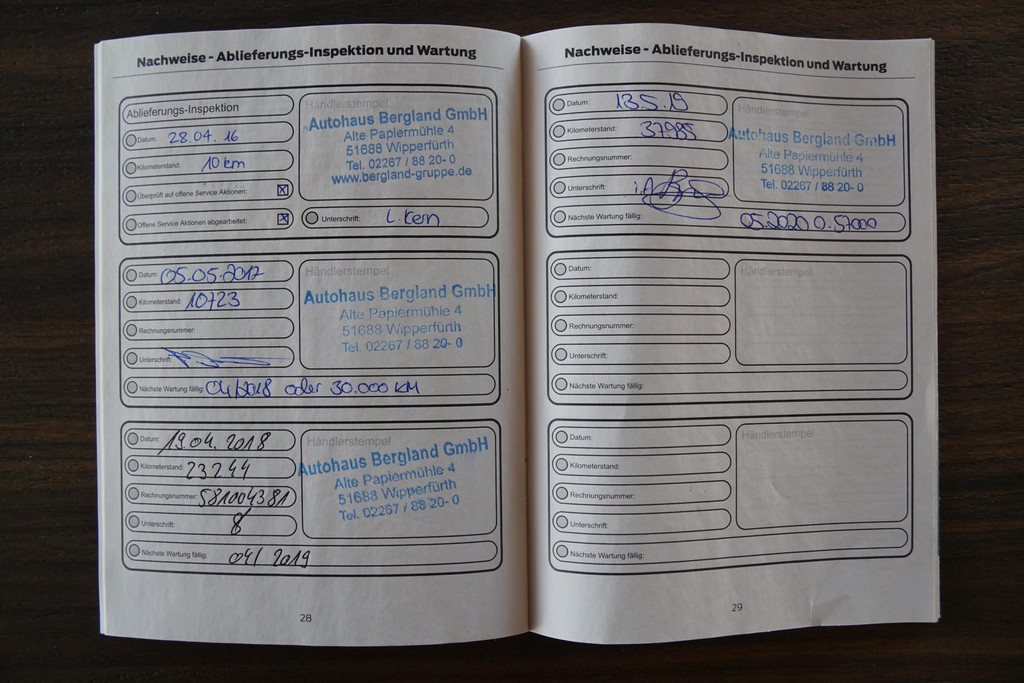 Nachweise - Ablieferungs-Inspektion und Wartung
Ablieferungs-Inspektion
Datum: 28.04.16
Kilometerstand: 10 km
Überprüft auf offene Service Aktionen: ☒
Offene Service Aktionen abgearbeitet: ☒
Händlerstempel
Autohaus Bergland GmbH
Alte Papiermühle 4
51688 Wipperfürth
Tel. 02267 / 88 20- 0
www.bergland-gruppe.de
Unterschrift: L. Kern
Datum: 05.05.2017
Kilometerstand: 10723
Rechnungsnummer:
Unterschrift:
Händlerstempel
Autohaus Bergland GmbH
Alte Papiermühle 4
51688 Wipperfürth
Tel. 02267 / 88 20- 0
Nächste Wartung fällig: 04/2018 oder 30.000 KM
Datum: 19.04.2018
Kilometerstand: 23244
Rechnungsnummer: 581004381
Unterschrift:
Händlerstempel
Autohaus Bergland GmbH
Alte Papiermühle 4
51688 Wipperfürth
Tel. 02267 / 88 20- 0
Nächste Wartung fällig: 04/2019
28
Nachweise - Ablieferungs-Inspektion und Wartung
Datum: 13.5.19
Kilometerstand: 37985
Rechnungsnummer:
Unterschrift: i.A
Händlerstempel
Autohaus Bergland GmbH
Alte Papiermühle 4
51688 Wipperfürth
Tel. 02267 / 88 20- 0
Nächste Wartung fällig: 05.2020 o. 57000
Datum:
Kilometerstand:
Rechnungsnummer:
Unterschrift:
Händlerstempel
Nächste Wartung fällig:
Datum:
Kilometerstand:
Rechnungsnummer:
Unterschrift:
Händlerstempel
Nächste Wartung fällig:
29